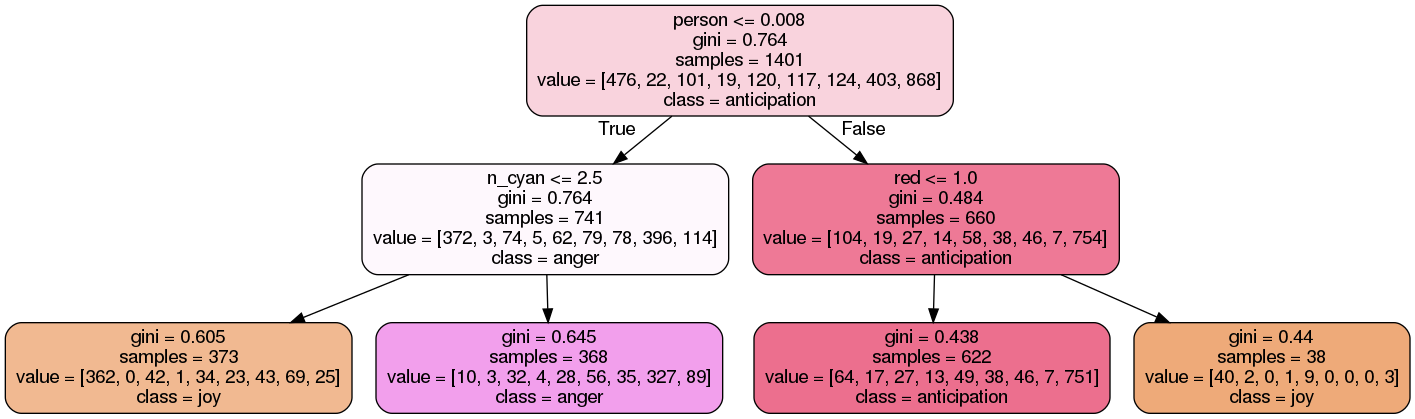 person <= 0.008
gini = 0.764
samples = 1401
value = [476, 22, 101, 19, 120, 117, 124, 403, 868]
class = anticipation
True
False
n_cyan <= 2.5
gini = 0.764
samples = 741
value = [372, 3, 74, 5, 62, 79, 78, 396, 114]
class = anger
red <= 1.0
gini = 0.484
samples = 660
value = [104, 19, 27, 14, 58, 38, 46, 7, 754]
class = anticipation
gini = 0.605
samples = 373
value = [362, 0, 42, 1, 34, 23, 43, 69, 25]
class = joy
gini = 0.645
samples = 368
value = [10, 3, 32, 4, 28, 56, 35, 327, 89]
class = anger
gini = 0.438
samples = 622
value = [64, 17, 27, 13, 49, 38, 46, 7, 751]
class = anticipation
gini = 0.44
samples = 38
value = [40, 2, 0, 1, 9, 0, 0, 0, 3]
class = joy